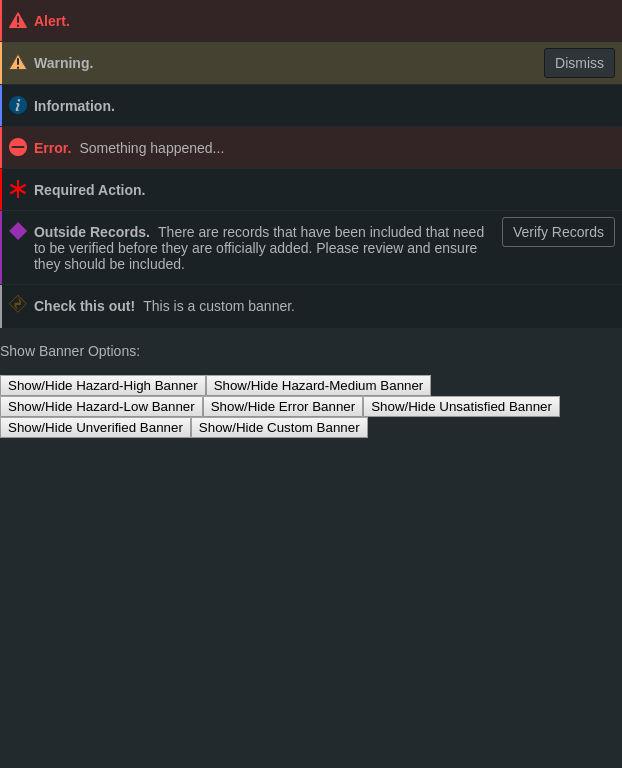 Alert.
Warning.
Dismiss
Information.
Error. Something happened...
Required Action.
Outside Records. There are records that have been included that need
to be verified before they are officially added. Please review and ensure
they should be included.
Verify Records
Check this out! This is a custom banner.
Show Banner Options:
Show/Hide Hazard-High Banner Show/Hide Hazard-Medium Banner
Show/Hide Hazard-Low Banner Show/Hide Error Banner Show/Hide Unsatisfied Banner
Show/Hide Unverified Banner Show/Hide Custom Banner